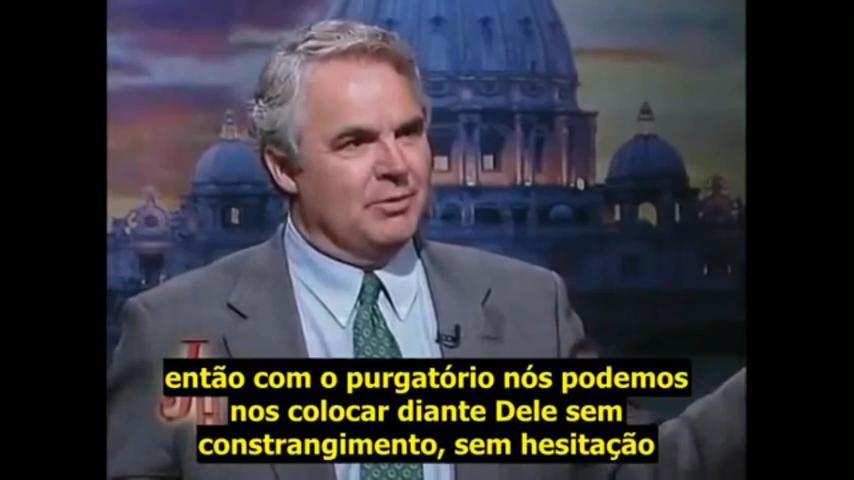 então com o purgatório nós podemos
nos colocar diante Dele sem
constrangimento, sem hesitação